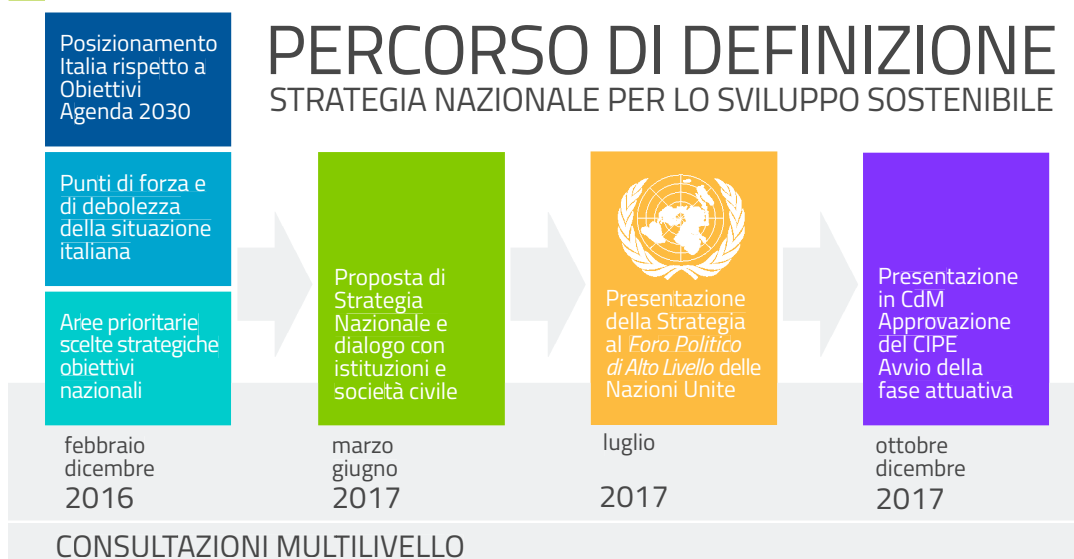 PERCORSO DI DEFINIZIONE
STRATEGIA NAZIONALE PER LO SVILUPPO SOSTENIBILE
Posizionamento
Italia rispetto a
Obiettivi
Agenda 2030
Punti di forza e
di debolezza
della situazione
italiana
Aree prioritarie
scelte strategiche
obiettivi
nazionali
febbraio
dicembre
2016
Proposta di
Strategia
Nazionale e
dialogo con
istituzioni e
società civile
marzo
giugno
2017
Presentazione
della Strategia
al Foro Politico
di Alto Livello delle
Nazioni Unite
luglio
2017
Presentazione
in CdM
Approvazione
del CIPE
Avvio della
fase attuativa
ottobre
dicembre
2017
CONSULTAZIONI MULTILIVELLO